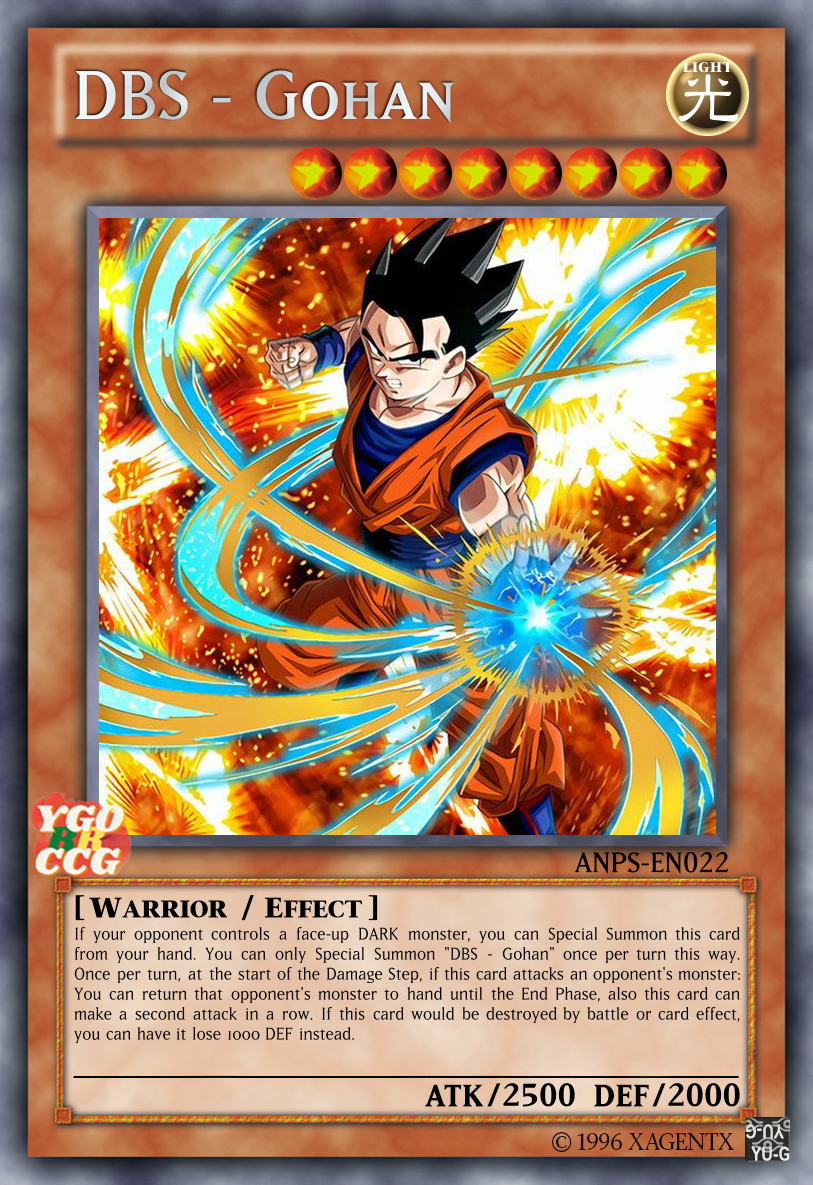 DBS - Gohan
LIGHT
光
YGO
CCG
ANPS-EN022
[ Warrior / Effect ]
If your opponent controls a face-up DARK monster, you can Special Summon this card
from your hand. You can only Special Summon "DBS - Gohan" once per turn this way.
Once per turn, at the start of the Damage Step, if this card attacks an opponent's monster:
You can return that opponent's monster to hand until the End Phase, also this card can
make a second attack in a row. If this card would be destroyed by battle or card effect,
you can have it lose 1000 DEF instead.
ATK/2500 DEF/2000
© 1996 XAGENTX
YU-G